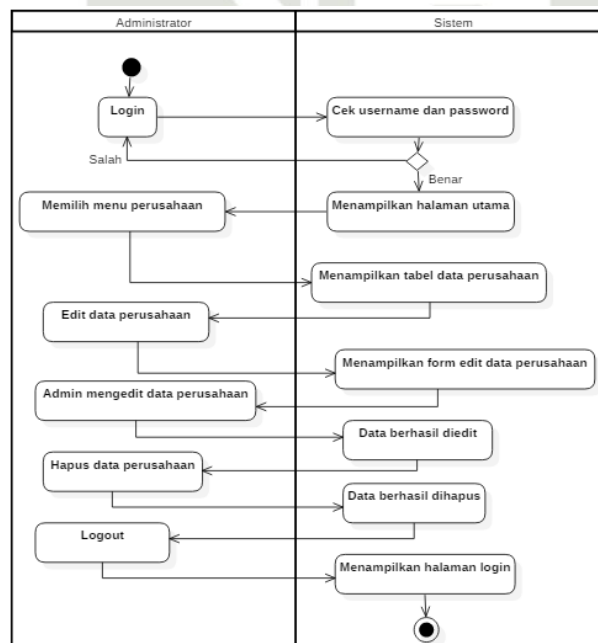 Administrator
Sistem
Login
Cek username dan password
Salah
Benar
Memilih menu perusahaan
Menampilkan halaman utama
Menampilkan tabel data perusahaan
Edit data perusahaan
Menampilkan form edit data perusahaan
Admin mengedit data perusahaan
Data berhasil diedit
Hapus data perusahaan
Data berhasil dihapus
Logout
Menampilkan halaman login